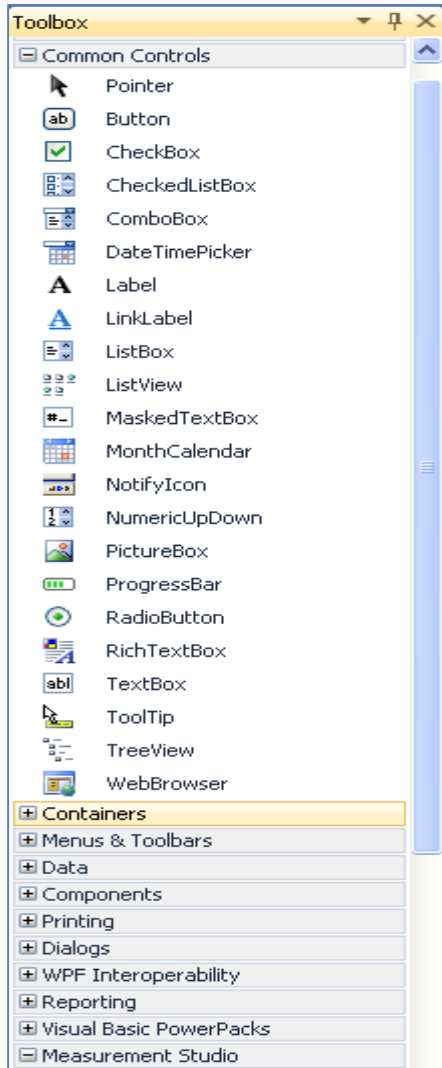 Toolbox
Common Controls
Pointer
Button
CheckBox
CheckedListBox
ComboBox
DateTimePicker
Label
LinkLabel
ListBox
ListView
MaskedTextBox
MonthCalendar
NotifyIcon
NumericUpDown
PictureBox
ProgressBar
RadioButton
RichTextBox
TextBox
ToolTip
TreeView
WebBrowser
Containers
Menus & Toolbars
Data
Components
Printing
Dialogs
WPF Interoperability
Reporting
Visual Basic PowerPacks
Measurement Studio